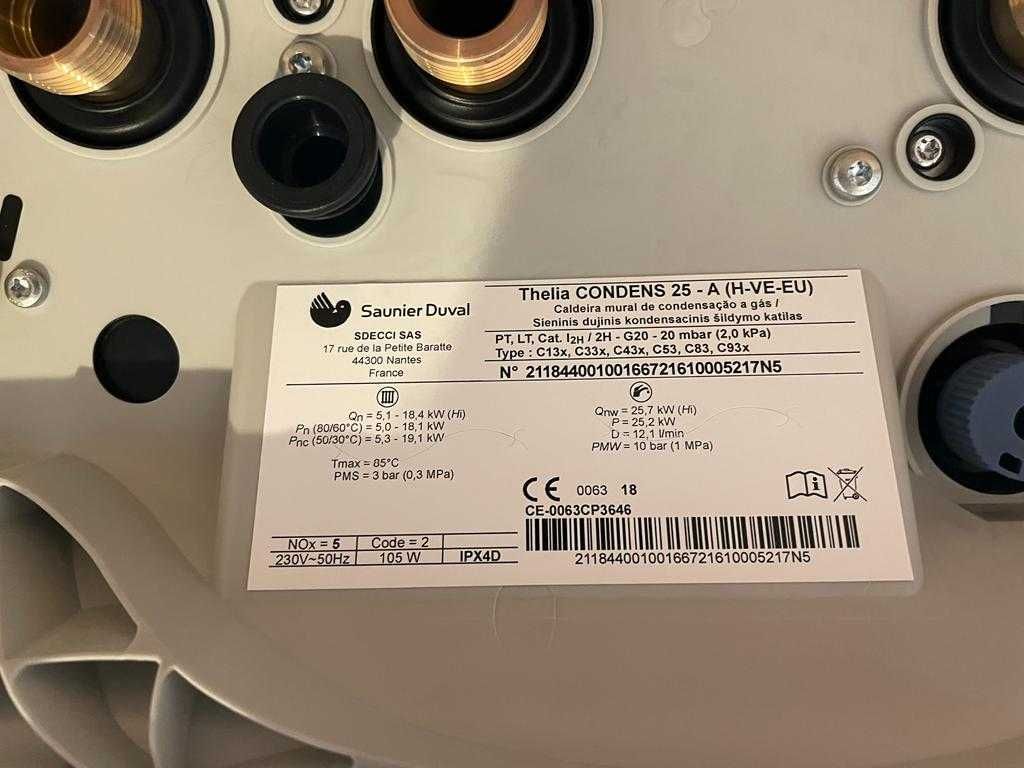 Saunier Duval
SDECCI SAS
17 rue de la Petite Baratte
44300 Nantes
France
Thelia CONDENS 25 - A (H-VE-EU)
Caldeira mural de condensação a gás /
Sieninis dujinis kondensacinis šildymo katilas
PT, LT, Cat. I2H / 2H - G20 - 20 mbar (2,0 kPa)
Type : C13x, C33x, C43x, C53, C83, C93x
N° 21184400100166721610005217N5
Qn = 5,1 - 18,4 kW (Hi)
Pn (80/60°C) = 5,0 - 18,1 kW
Pnc (50/30°C) = 5,3 - 19,1 kW
Tmax = 85°C
PMS = 3 bar (0,3 MPa)
Qnw = 25,7 kW (Hi)
P = 25,2 kW
D = 12,1 l/min
PMW = 10 bar (1 MPa)
CE 0063 18
CE-0063CP3646
21184400100166721610005217N5
NOx = 5 Code = 2
230V~50Hz 105 W IPX4D